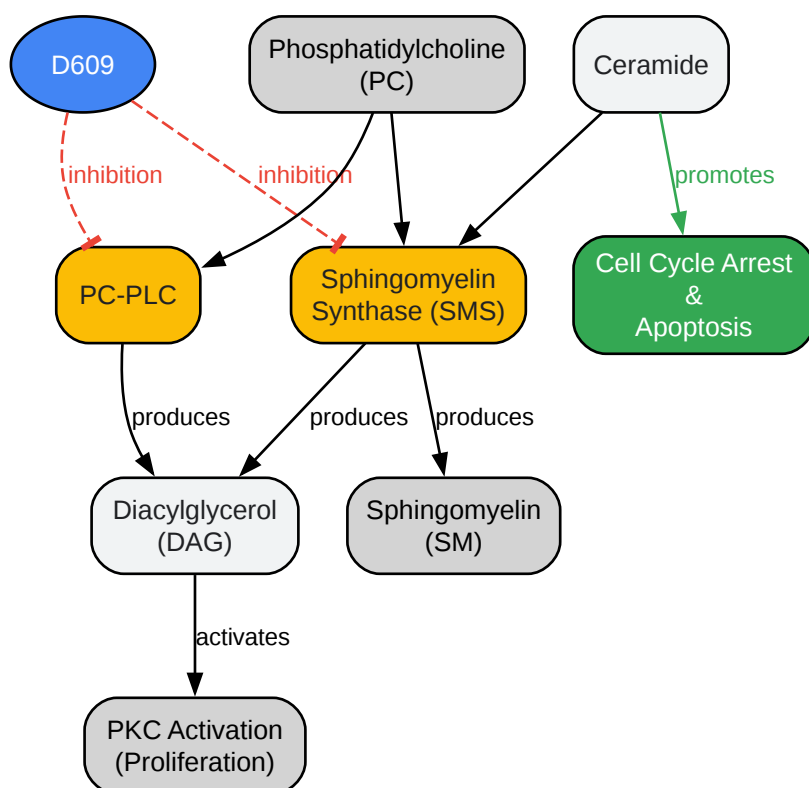 D609
Phosphatidylcholine
(PC)
Ceramide
inhibition
inhibition
promotes
PC-PLC
Sphingomyelin
Synthase (SMS)
Cell Cycle Arrest
&
Apoptosis
produces
produces
produces
Diacylglycerol
(DAG)
Sphingomyelin
(SM)
activates
PKC Activation
(Proliferation)